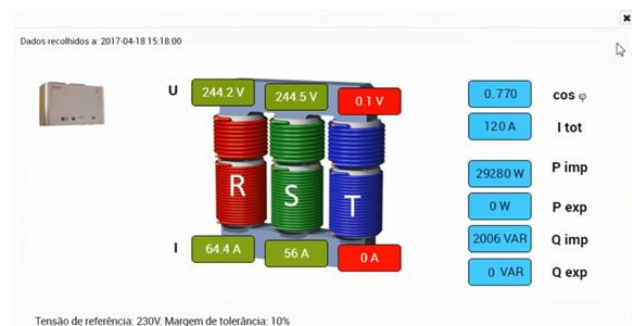 Dados recolhidos a: 2017-04-18 15:18:00
U 244.2 V 244.5 V 0.1 V 0.770 cos φ
120 A I tot
R S T
29280 W P imp
0 W P exp
I 64.4 A 56 A 0 A 2006 VAR Q imp
0 VAR Q exp
Tensão de referência: 230V. Margem de tolerância: 10%